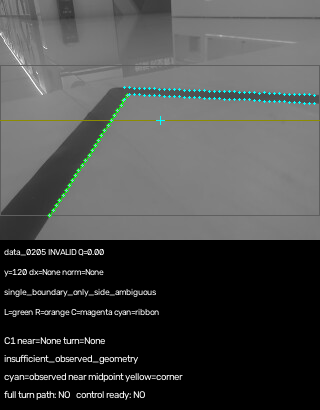 data_0205 INVALID Q=0.00
y=120 dx=None norm=None
single_boundary_only_side_ambiguous
L=green R=orange C=magenta cyan=ribbon
C1 near=None turn=None
insufficient_observed_geometry
cyan=observed near midpoint yellow=corner
full turn path: NO control ready: NO